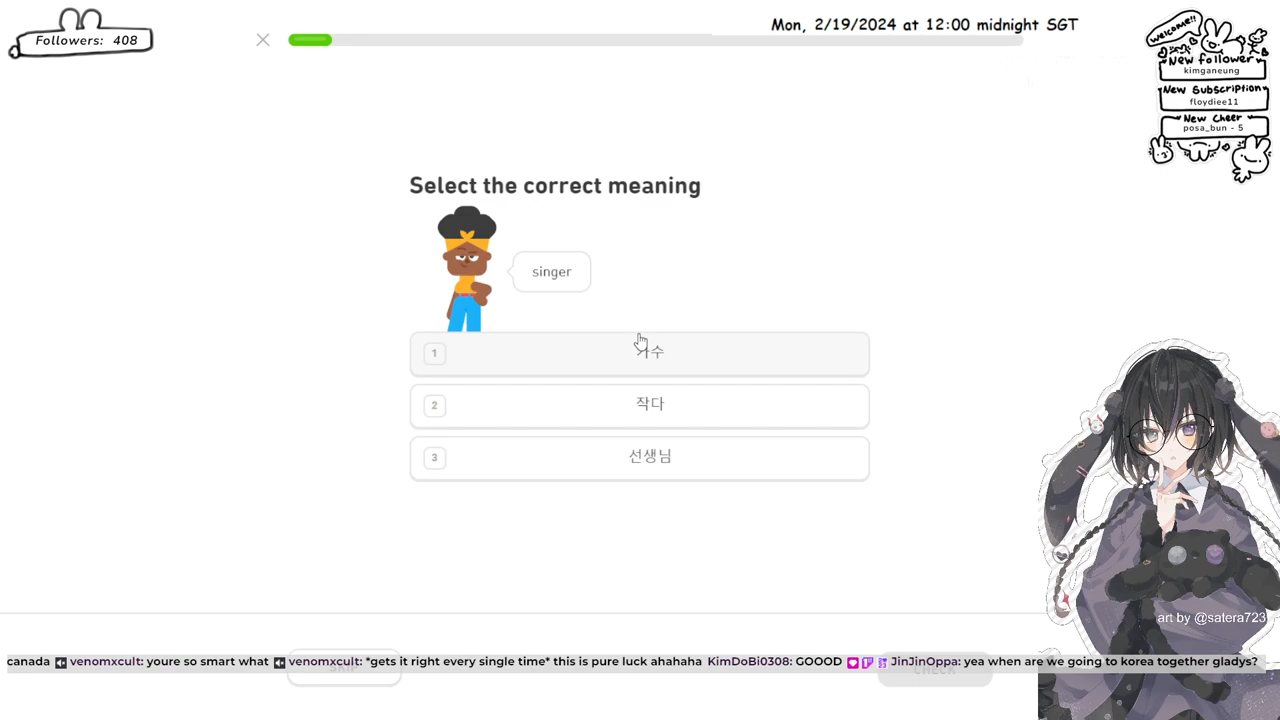 Followers: 408
Mon, 2/19/2024 at 12:00 midnight SGT
welcome!!
New follower
kimganeung
New Subscription
floydiee11
New Cheer
posa_bun - 5
Select the correct meaning
singer
1
수
2 작다
3 선생님
art by @satera723
canada venomxcult: youre so smart what venomxcult: *gets it right every single time* this is pure luck ahahaha KimDoBi0308: GOOOD JinJinOppa: yea when are we going to korea together gladys?
CHECK